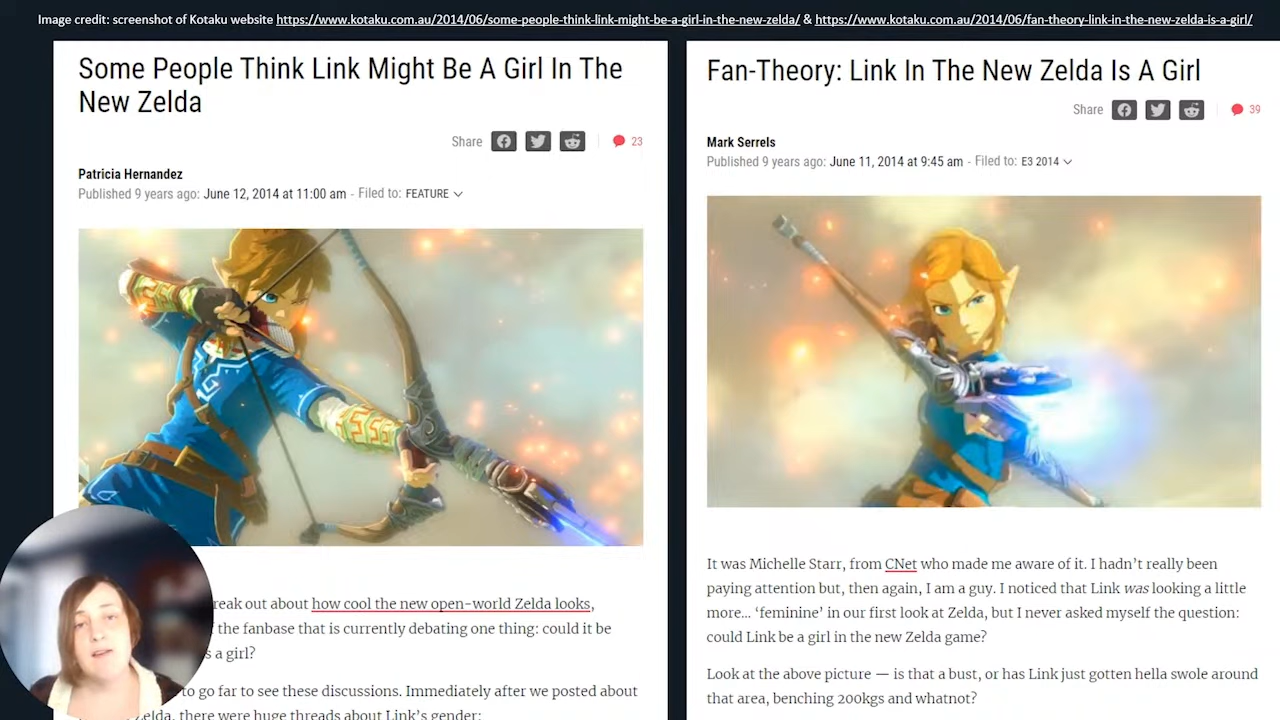 Image credit: screenshot of Kotaku website https://www.kotaku.com.au/2014/06/some-people-think-link-might-be-a-girl-in-the-new-zelda/ & https://www.kotaku.com.au/2014/06/fan-theory-link-in-the-new-zelda-is-a-girl/
Some People Think Link Might Be A Girl In The
New Zelda
Share
23
Patricia Hernandez
Published 9 years ago: June 12, 2014 at 11:00 am - Filed to: FEATURE
reak out about how cool the new open-world Zelda looks,
the fanbase that is currently debating one thing: could it be
s a girl?
to go far to see these discussions. Immediately after we posted about
Zelda, there were huge threads about Link's gender:
Fan-Theory: Link In The New Zelda Is A Girl
Share
39
Mark Serrels
Published 9 years ago: June 11, 2014 at 9:45 am - Filed to: E3 2014
It was Michelle Starr, from CNet who made me aware of it. I hadn't really been
paying attention but, then again, I am a guy. I noticed that Link was looking a little
more… 'feminine' in our first look at Zelda, but I never asked myself the question:
could Link be a girl in the new Zelda game?
Look at the above picture — is that a bust, or has Link just gotten hella swole around
that area, benching 200kgs and whatnot?